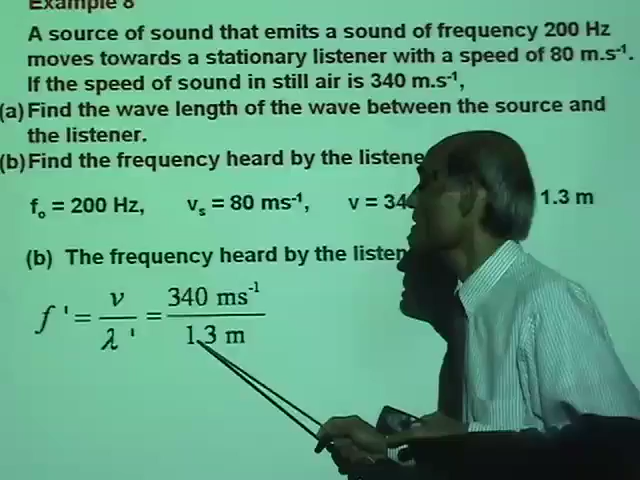 Example 8
A source of sound that emits a sound of frequency 200 Hz
moves towards a stationary listener with a speed of 80 m.s⁻¹.
If the speed of sound in still air is 340 m.s⁻¹,
(a) Find the wave length of the wave between the source and
the listener.
(b) Find the frequency heard by the listene
fₒ = 200 Hz, vₛ = 80 ms⁻¹, v = 34 1.3 m
(b) The frequency heard by the listen
f ' = v / λ ' = 340 ms⁻¹ / 1.3 m